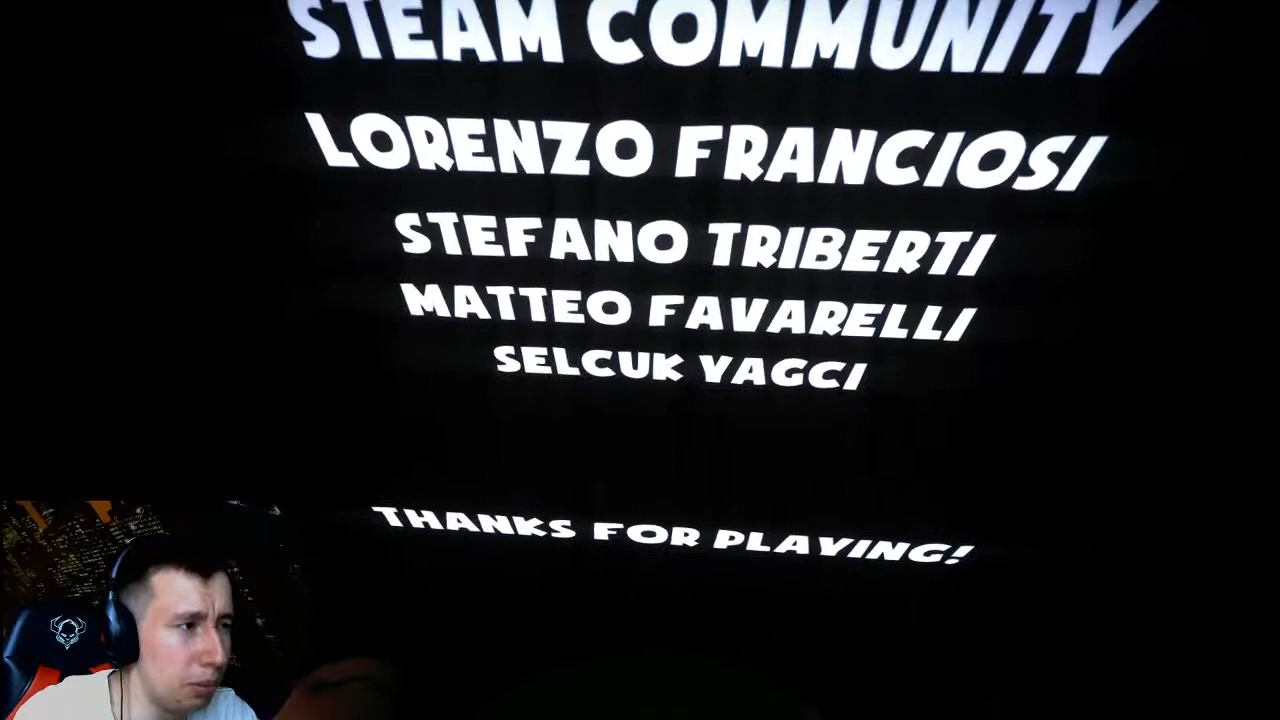 STEAM COMMUNITY
LORENZO FRANCIOSI
STEFANO TRIBERTI
MATTEO FAVARELLI
SELCUK YAGCI
THANKS FOR PLAYING!